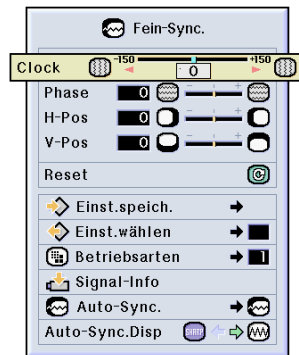 Fein-Sync.
Clock -150 0 +150
Phase 0 - +
H-Pos 0 - +
V-Pos 0 - +
Reset
Einst.speich.
Einst.wählen
Betriebsarten 1
Signal-Info
Auto-Sync.
Auto-Sync.Disp